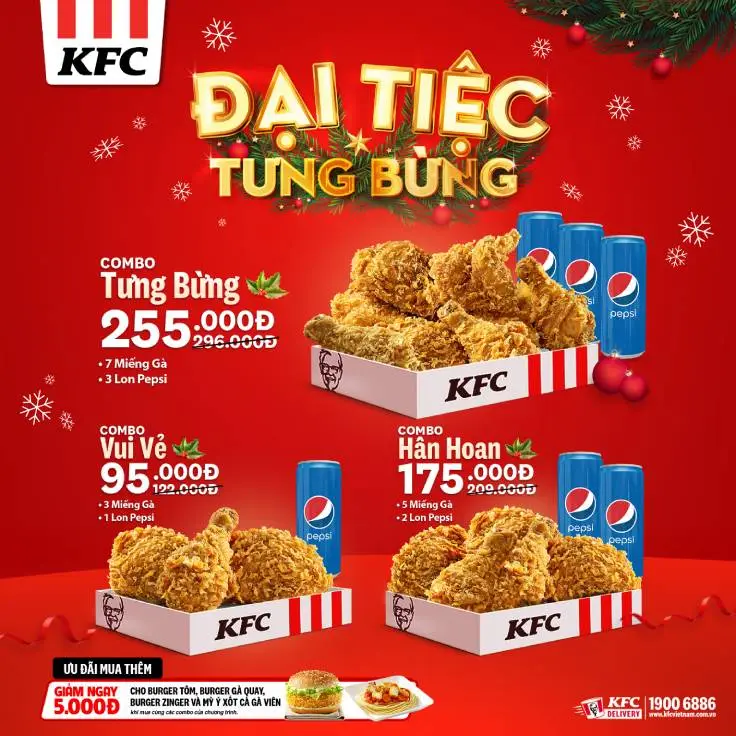 KFC
ĐẠI TIỆC
TƯNG BỪNG
COMBO
Tưng Bừng
255.000Đ
296.000Đ
• 7 Miếng Gà
• 3 Lon Pepsi
pepsi
pepsi
KFC
COMBO
Vui Vẻ
95.000Đ
122.000Đ
• 3 Miếng Gà
• 1 Lon Pepsi
pepsi
KFC
COMBO
Hân Hoan
175.000Đ
209.000Đ
• 5 Miếng Gà
• 2 Lon Pepsi
pepsi
pepsi
KFC
ƯU ĐÃI MUA THÊM
GIẢM NGAY
5.000Đ
CHO BURGER TÔM, BURGER GÀ QUAY,
BURGER ZINGER VÀ MỲ Ý XỐT CÀ GÀ VIÊN
khi mua cùng các combo của chương trình.
KFC
DELIVERY
1900 6886
www.kfcvietnam.com.vn